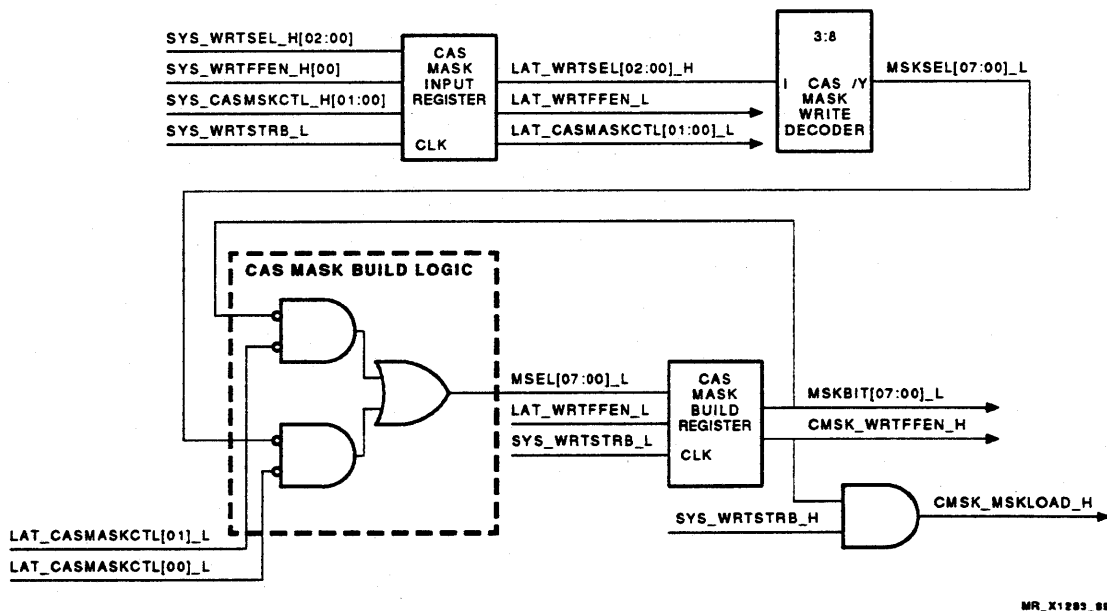 SYS_WRTSEL_H[02:00]
SYS_WRTFFEN_H[00]
SYS_CASMSKCTL_H[01:00]
SYS_WRTSTRB_L
CAS
MASK
INPUT
REGISTER
CLK
LAT_WRTSEL[02:00]_H
LAT_WRTFFEN_L
LAT_CASMASKCTL[01:00]_L
3:8
I CAS /Y
MASK
WRITE
DECODER
MSKSEL[07:00]_L
CAS MASK BUILD LOGIC
MSEL[07:00]_L
LAT_WRTFFEN_L
SYS_WRTSTRB_L
CAS
MASK
BUILD
REGISTER
CLK
MSKBIT[07:00]_L
CMSK_WRTFFEN_H
SYS_WRTSTRB_H
CMSK_MSKLOAD_H
LAT_CASMASKCTL[01]_L
LAT_CASMASKCTL[00]_L